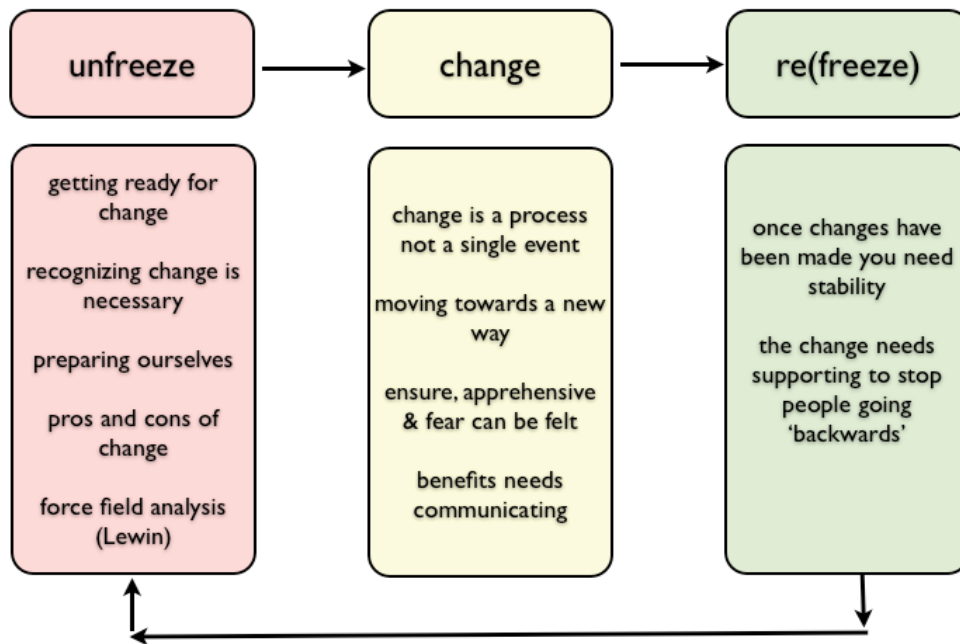 unfreeze
change
re(freeze)
getting ready for
change
recognizing change is
necessary
preparing ourselves
pros and cons of
change
force field analysis
(Lewin)
change is a process
not a single event
moving towards a new
way
ensure, apprehensive
& fear can be felt
benefits needs
communicating
once changes have
been made you need
stability
the change needs
supporting to stop
people going
‘backwards’